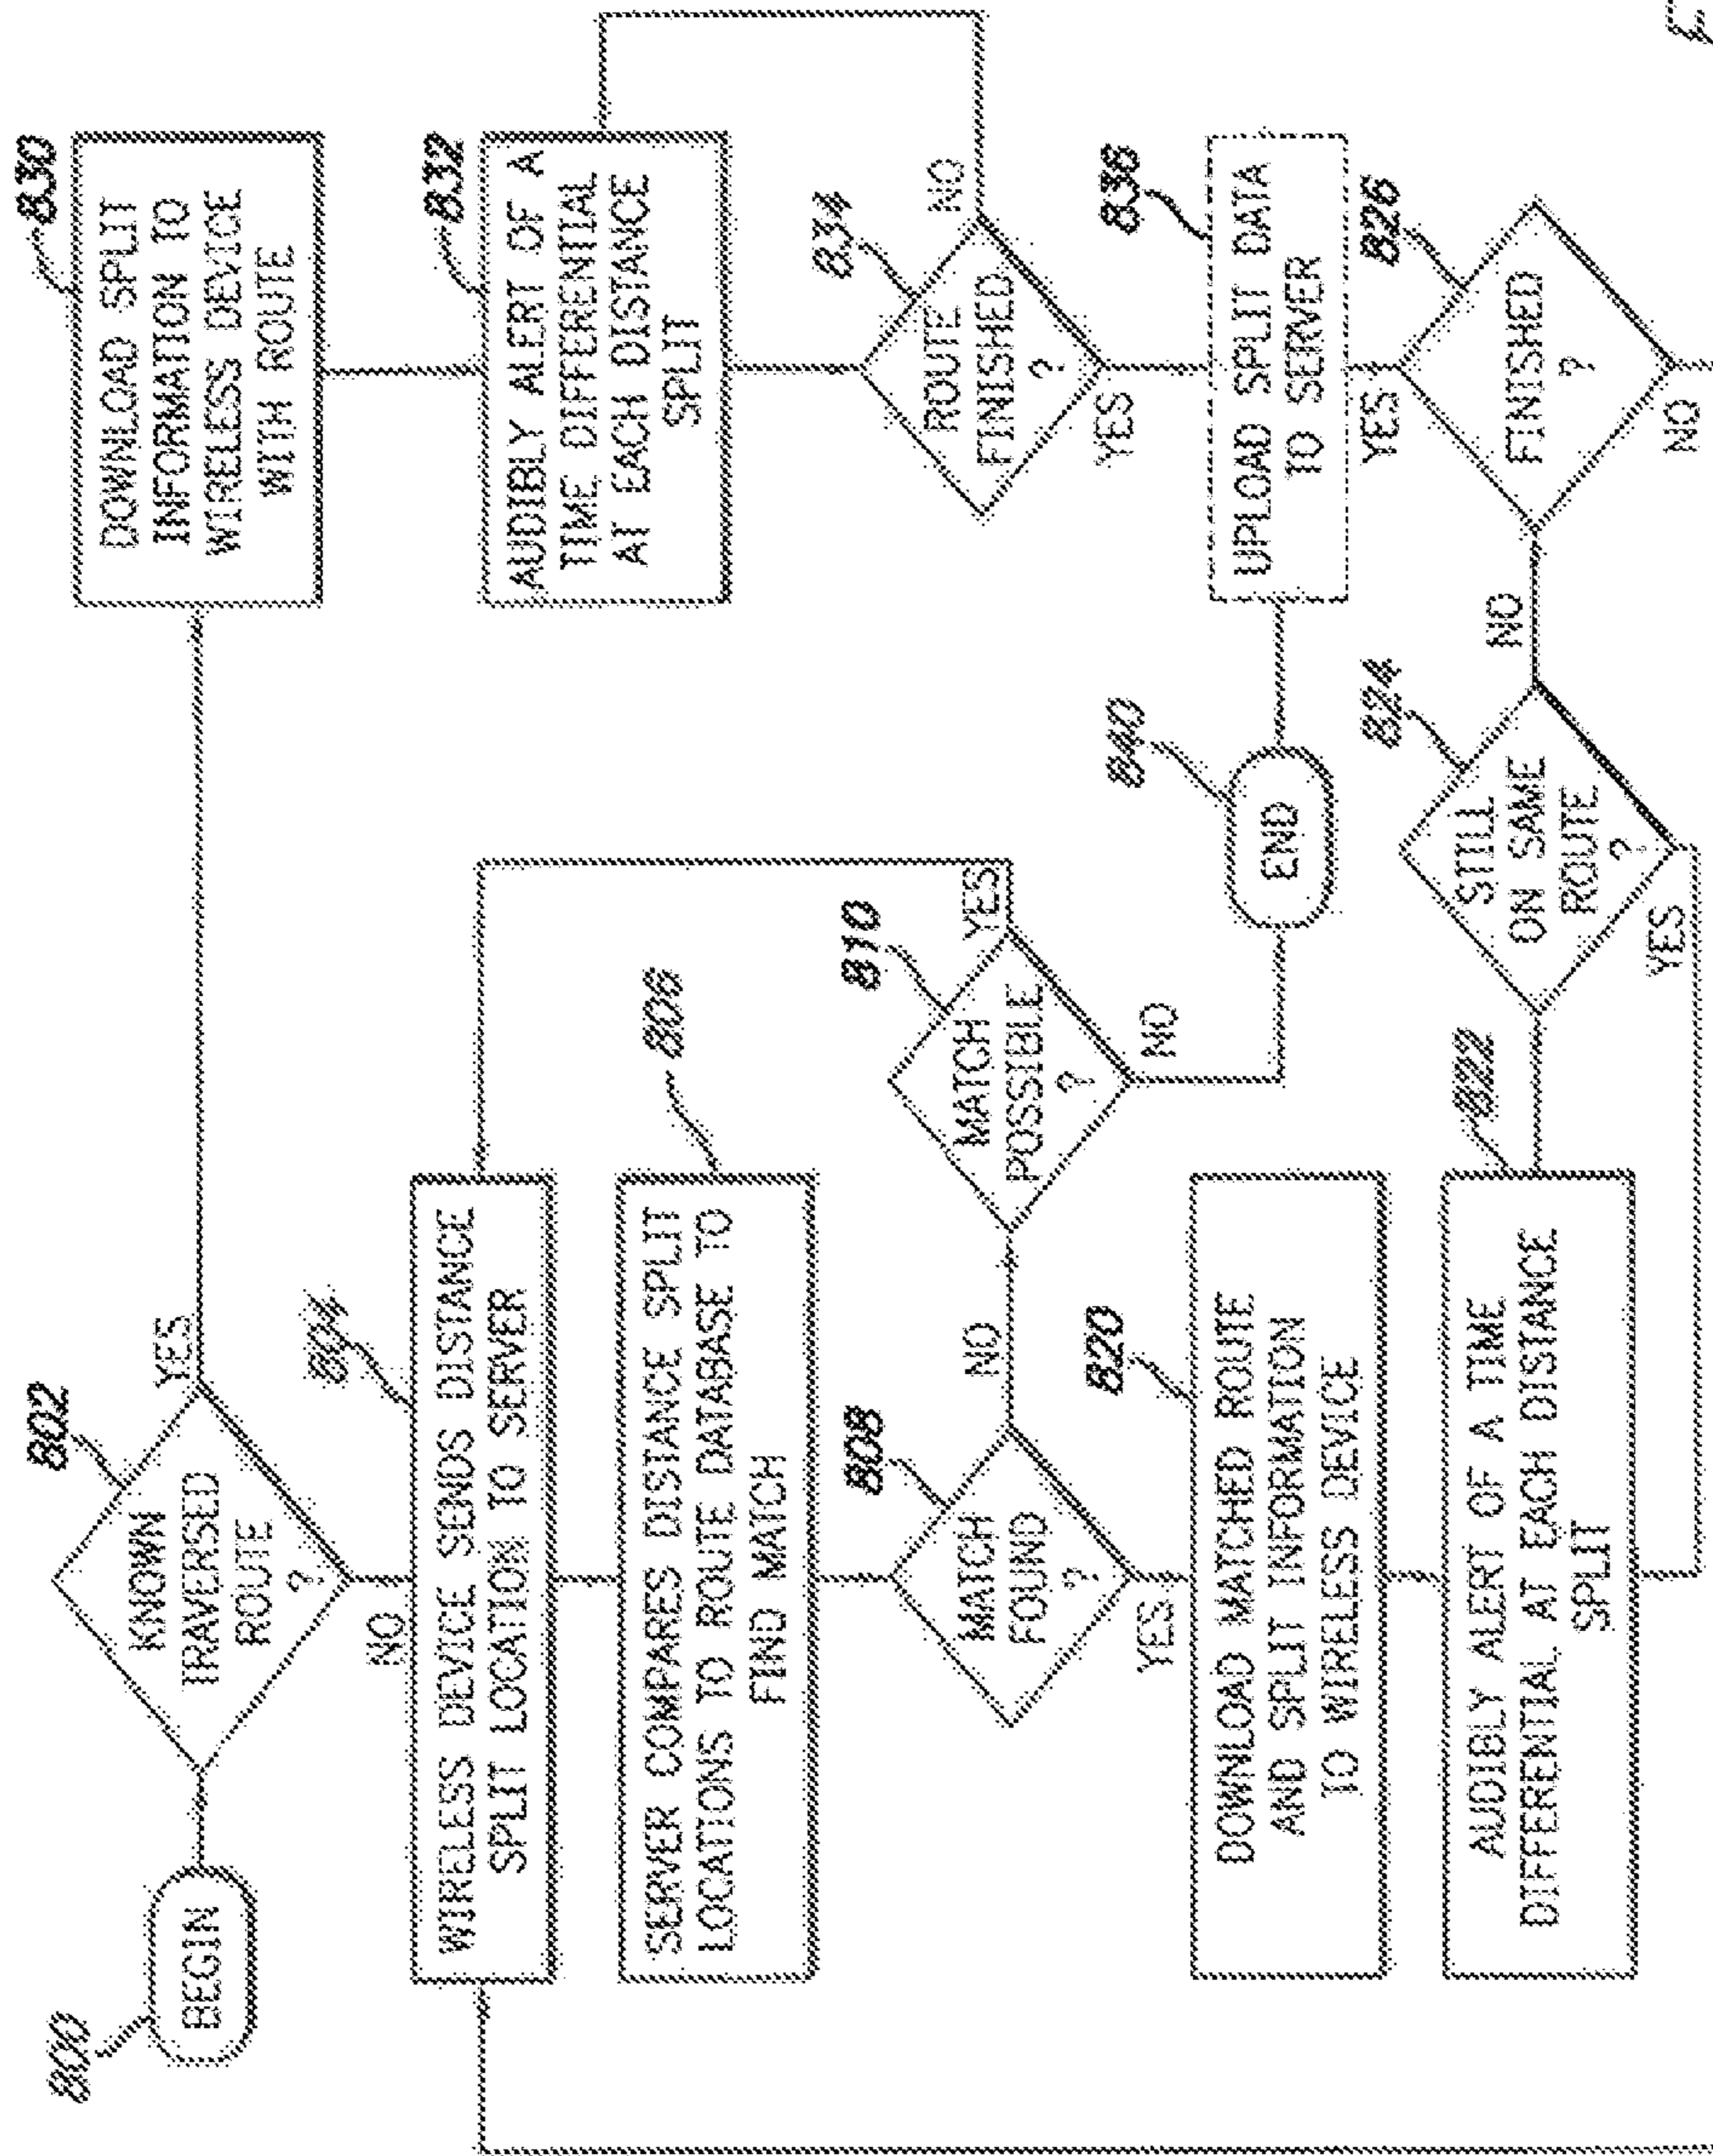 800
BEGIN
802
KNOWN
TRAVERSED
ROUTE
?
YES
NO
830
DOWNLOAD SPLIT
INFORMATION TO
WIRELESS DEVICE
WITH ROUTE
804
WIRELESS DEVICE SENDS DISTANCE
SPLIT LOCATION TO SERVER
832
AUDIBLY ALERT OF A
TIME DIFFERENTIAL
AT EACH DISTANCE
SPLIT
806
SERVER COMPARES DISTANCE SPLIT
LOCATIONS TO ROUTE DATABASE TO
FIND MATCH
808
MATCH
FOUND
?
NO
YES
810
MATCH
POSSIBLE
?
YES
NO
834
ROUTE
FINISHED
?
NO
YES
820
DOWNLOAD MATCHED ROUTE
AND SPLIT INFORMATION
TO WIRELESS DEVICE
840
END
836
UPLOAD SPLIT DATA
TO SERVER
822
AUDIBLY ALERT OF A TIME
DIFFERENTIAL AT EACH DISTANCE
SPLIT
824
STILL
ON SAME
ROUTE
?
NO
YES
826
FINISHED
?
YES
NO